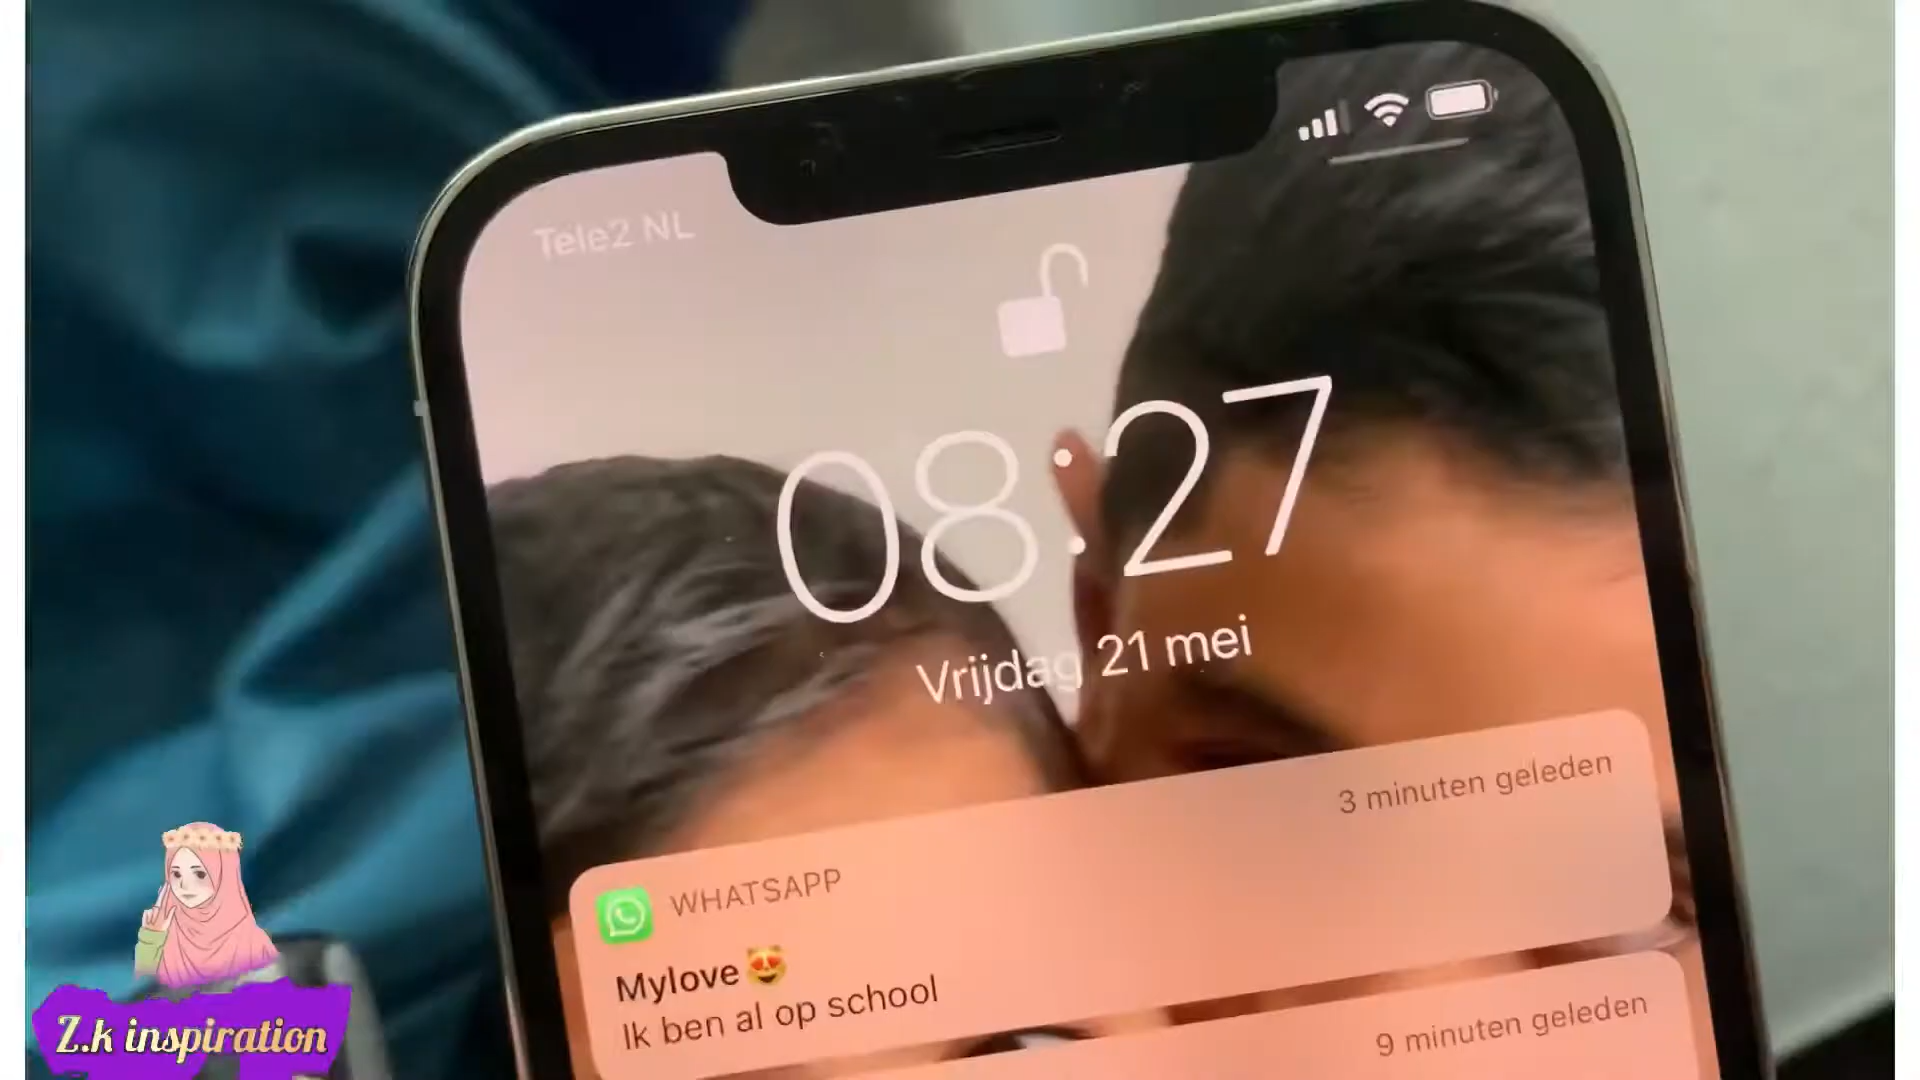 Tele2 NL
08:27
Vrijdag 21 mei
3 minuten geleden
WHATSAPP
Mylove😻
Ik ben al op school
9 minuten geleden
Z.k inspiration